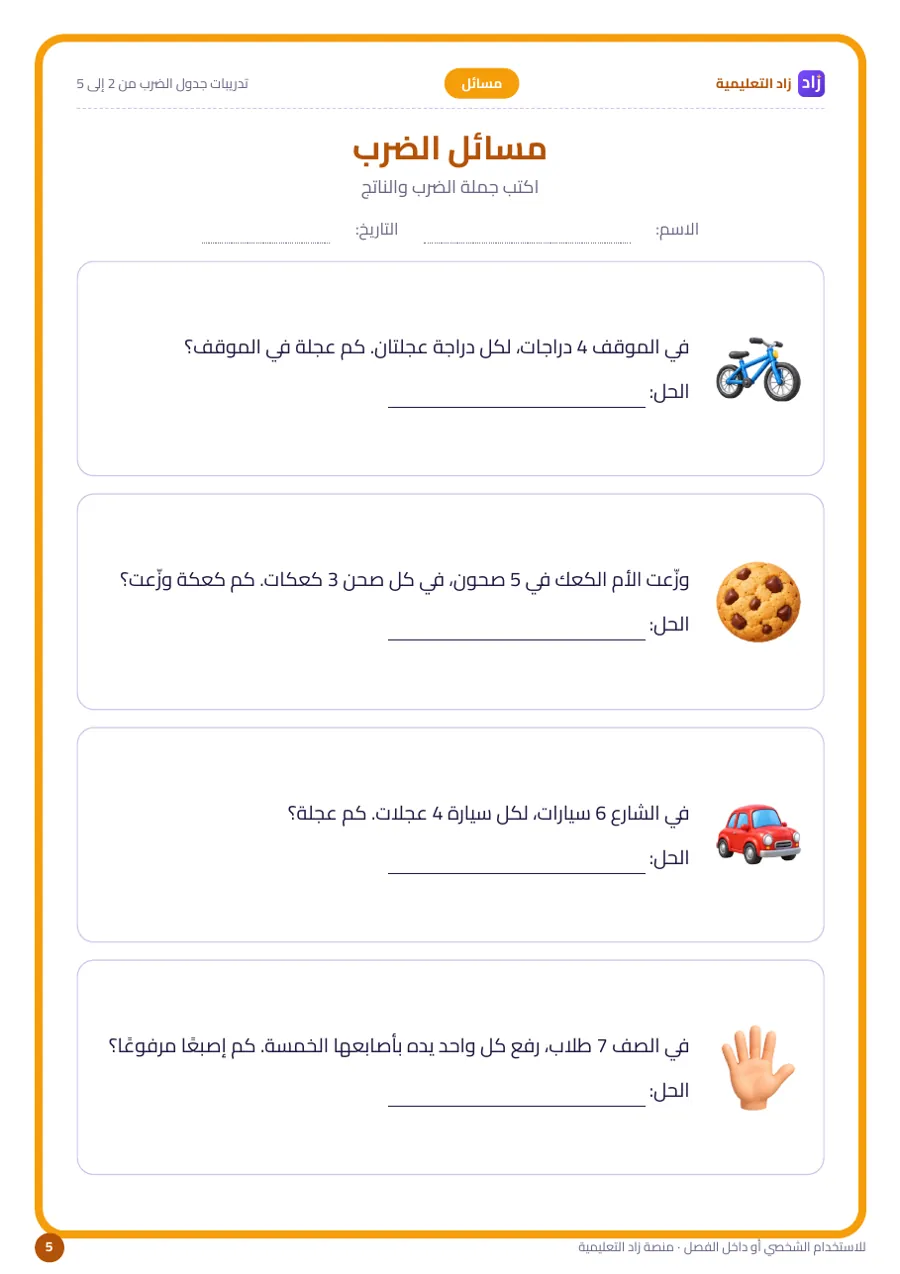 زاد زاد التعليمية
مسائل
تدريبات جدول الضرب من 2 إلى 5
مسائل الضرب
اكتب جملة الضرب والناتج
الاسم: التاريخ:
في الموقف 4 دراجات، لكل دراجة عجلتان. كم عجلة في الموقف؟
الحل:
وزّعت الأم الكعك في 5 صحون، في كل صحن 3 كعكات. كم كعكة وزّعت؟
الحل:
في الشارع 6 سيارات، لكل سيارة 4 عجلات. كم عجلة؟
الحل:
في الصف 7 طلاب، رفع كل واحد يده بأصابعها الخمسة. كم إصبعًا مرفوعًا؟
الحل:
للاستخدام الشخصي أو داخل الفصل · منصة زاد التعليمية
5